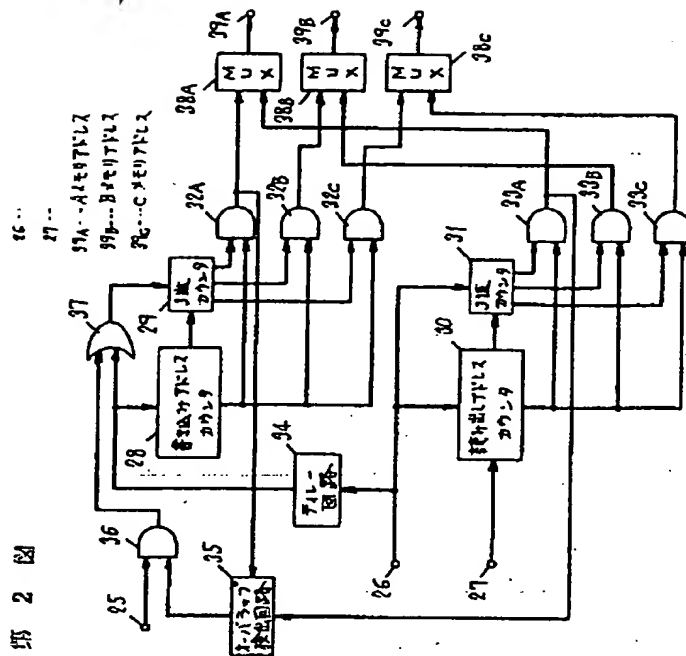 第 2 図
26‥
27‥
39A‥‥Aメモリアドレス
39B‥‥Bメモリアドレス
39C‥‥Cメモリアドレス
25
36
37
35
オーバラップ
検出回路
34
ディレー
回路
28
書込みアドレス
カウンタ
29
3進
カウンタ
30
読み出しアドレス
カウンタ
31
3進
カウンタ
26
27
32A
32B
32C
33A
33B
33C
38A
MUX
39A
38B
MUX
39B
38C
MUX
39C